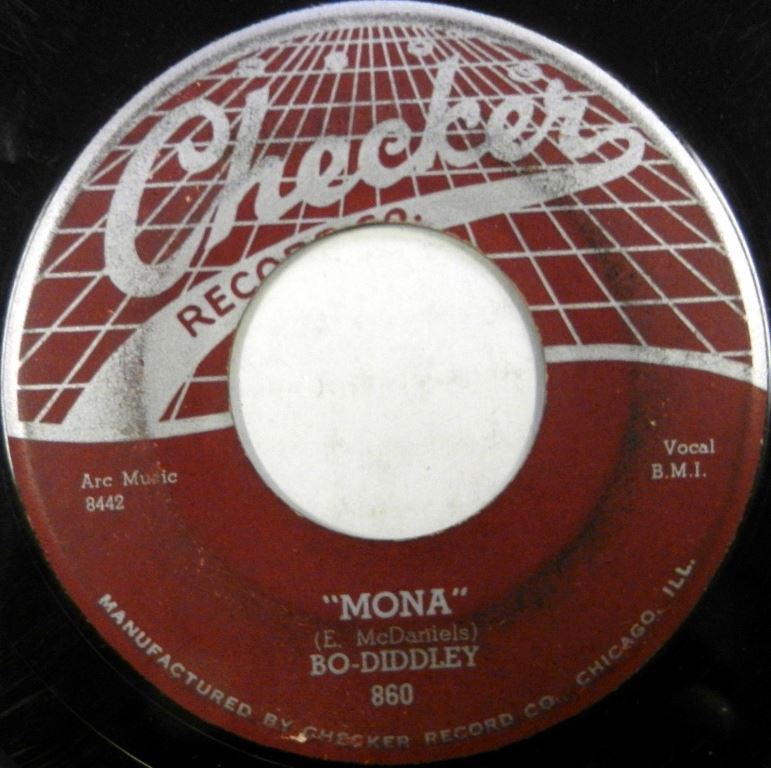 Checker
RECORD CO.
Arc Music
8442
Vocal
B.M.I.
"MONA"
(E. McDaniels)
BO-DIDDLEY
860
MANUFACTURED BY CHECKER RECORD CO., CHICAGO, ILL.